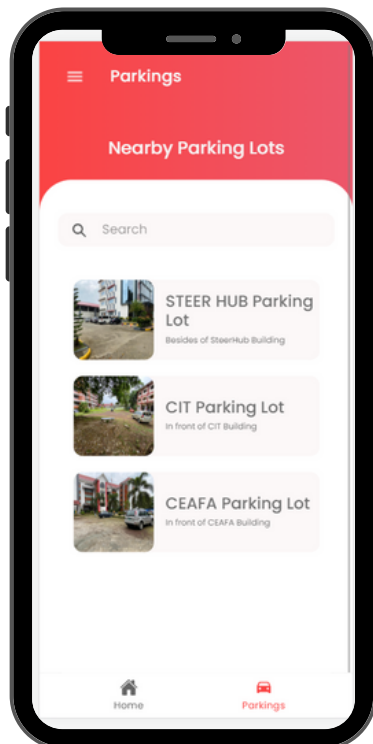 Parkings
Nearby Parking Lots
Search
STEER HUB Parking
Lot
Besides of SteerHub Building
CIT Parking Lot
In front of CIT Building
CEAFA Parking Lot
In front of CEAFA Building
Home
Parkings